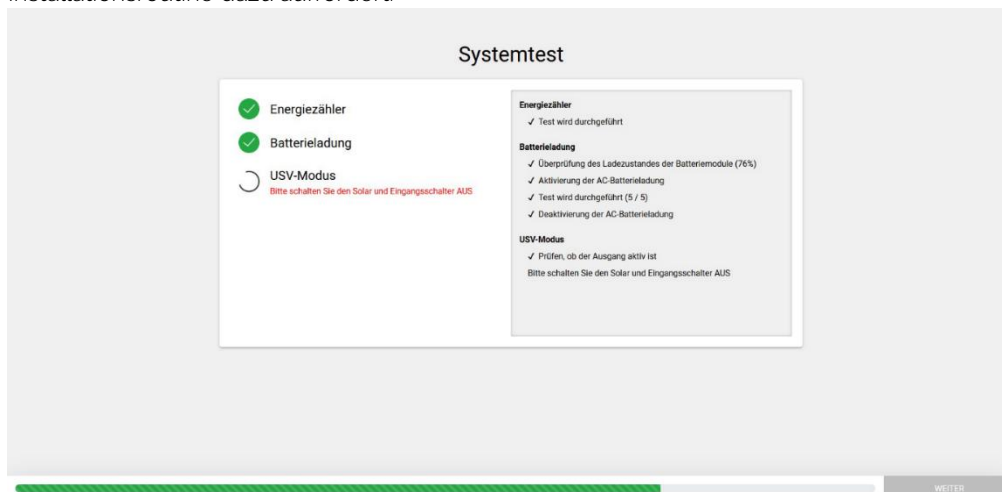 Systemtest
Energiezähler
Batterieladung
USV-Modus
Bitte schalten Sie den Solar und Eingangsschalter AUS
Energiezähler
✓ Test wird durchgeführt
Batterieladung
✓ Überprüfung des Ladezustandes der Batteriemodule (76%)
✓ Aktivierung der AC-Batterieladung
✓ Test wird durchgeführt (5 / 5)
✓ Deaktivierung der AC-Batterieladung
USV-Modus
✓ Prüfen, ob der Ausgang aktiv ist
Bitte schalten Sie den Solar und Eingangsschalter AUS
WEITER